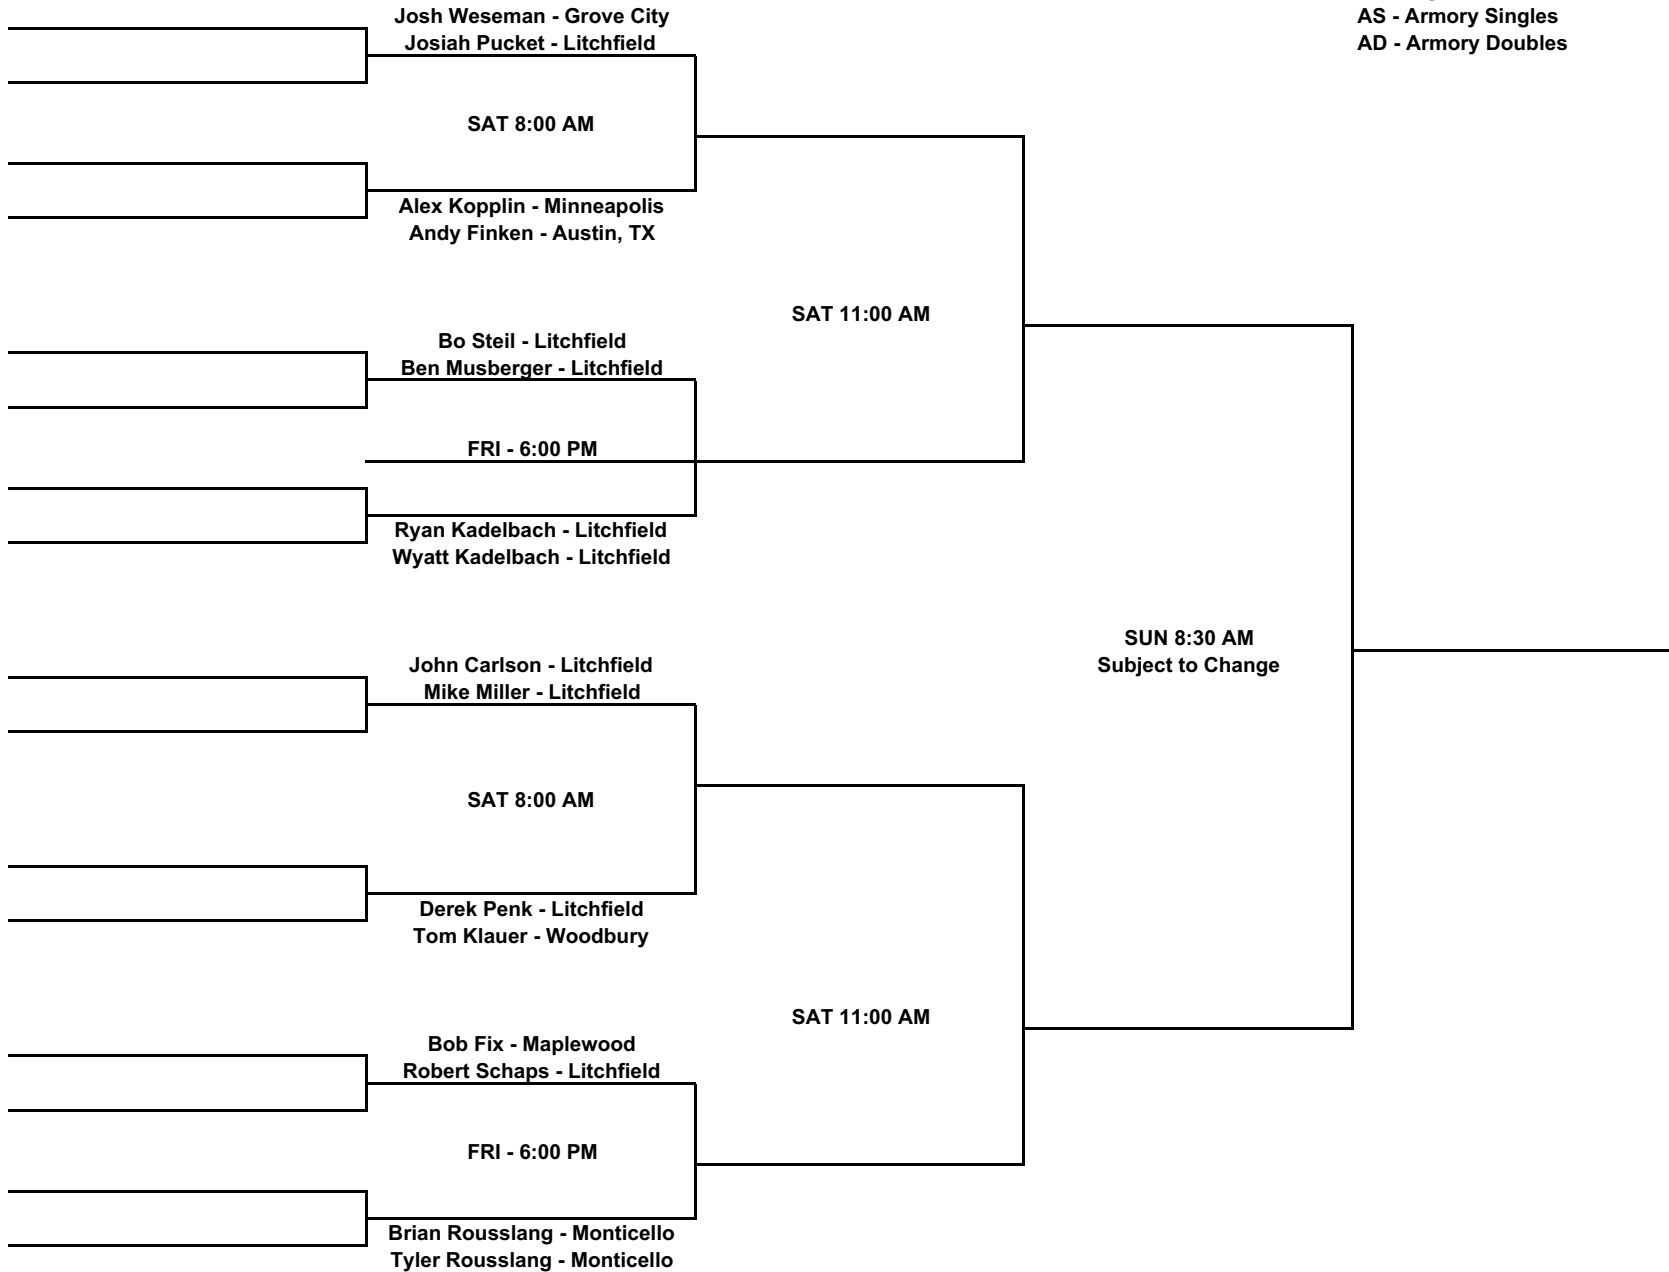 AS - Armory Singles
AD - Armory Doubles
Josh Weseman - Grove City
Josiah Pucket - Litchfield
SAT 8:00 AM
Alex Kopplin - Minneapolis
Andy Finken - Austin, TX
SAT 11:00 AM
Bo Steil - Litchfield
Ben Musberger - Litchfield
FRI - 6:00 PM
Ryan Kadelbach - Litchfield
Wyatt Kadelbach - Litchfield
SUN 8:30 AM
Subject to Change
John Carlson - Litchfield
Mike Miller - Litchfield
SAT 8:00 AM
Derek Penk - Litchfield
Tom Klauer - Woodbury
SAT 11:00 AM
Bob Fix - Maplewood
Robert Schaps - Litchfield
FRI - 6:00 PM
Brian Rousslang - Monticello
Tyler Rousslang - Monticello